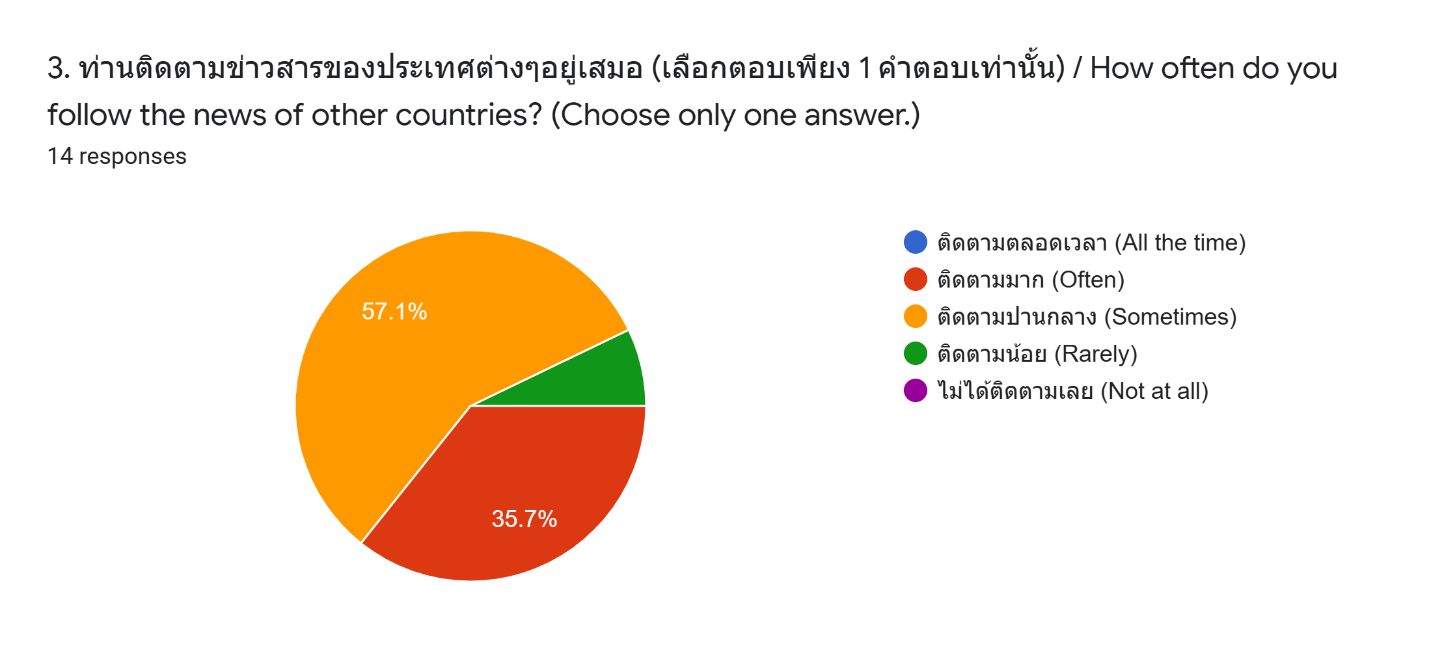 3. ท่านติดตามข่าวสารของประเทศต่างๆอยู่เสมอ (เลือกตอบเพียง 1 คำตอบเท่านั้น) / How often do you
follow the news of other countries? (Choose only one answer.)
14 responses
57.1%
35.7%
ติดตามตลอดเวลา (All the time)
ติดตามมาก (Often)
ติดตามปานกลาง (Sometimes)
ติดตามน้อย (Rarely)
ไม่ได้ติดตามเลย (Not at all)